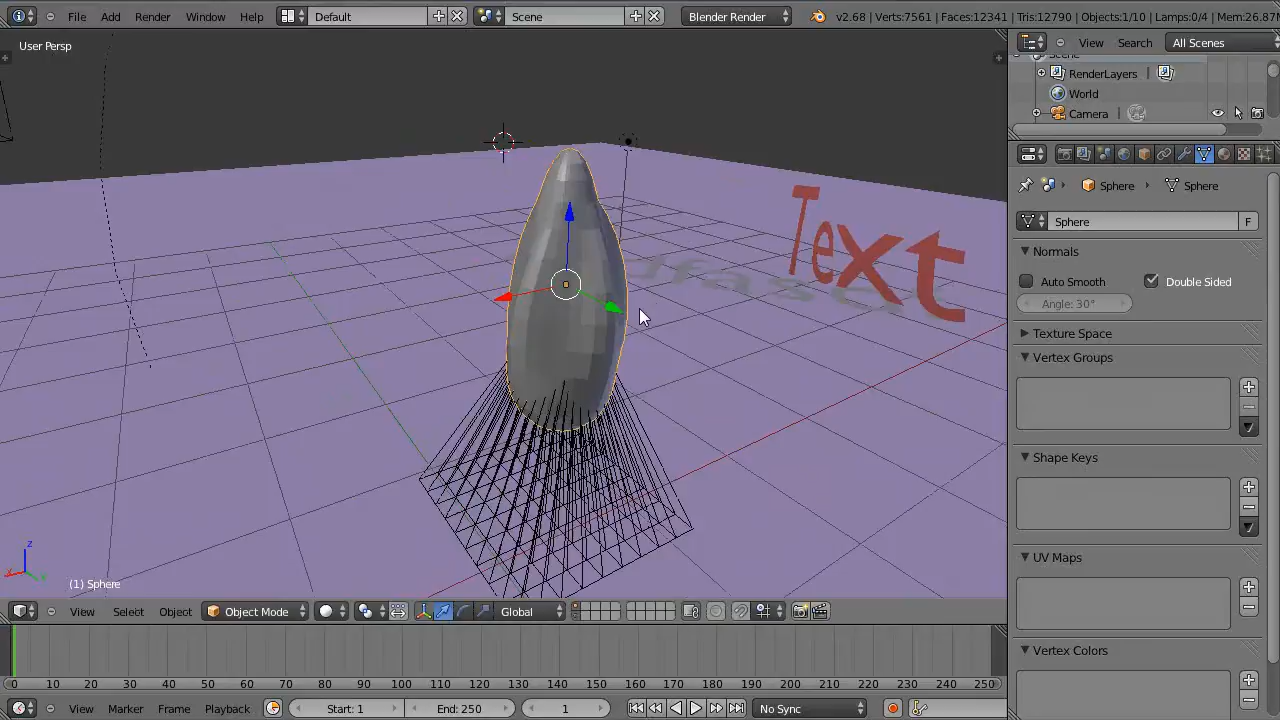 File Add Render Window Help Default Scene Blender Render v2.68 | Verts:7561 | Faces:12341 | Tris:12790 | Objects:1/10 | Lamps:0/4 | Mem:26.87
User Persp
View Search All Scenes
Scene
RenderLayers
World
Camera
Sphere Sphere
Sphere F
Normals
Auto Smooth Double Sided
Angle: 30°
Texture Space
Vertex Groups
Shape Keys
UV Maps
Vertex Colors
Text
z
x y
(1) Sphere
View Select Object Object Mode Global
0 10 20 30 40 50 60 70 80 90 100 110 120 130 140 150 160 170 180 190 200 210 220 230 240 250
View Marker Frame Playback Start: 1 End: 250 1 No Sync